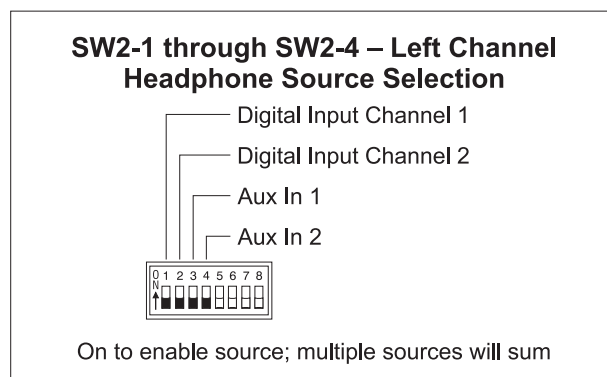 SW2-1 through SW2-4 – Left Channel
Headphone Source Selection
Digital Input Channel 1
Digital Input Channel 2
Aux In 1
Aux In 2
ON 1 2 3 4 5 6 7 8
On to enable source; multiple sources will sum